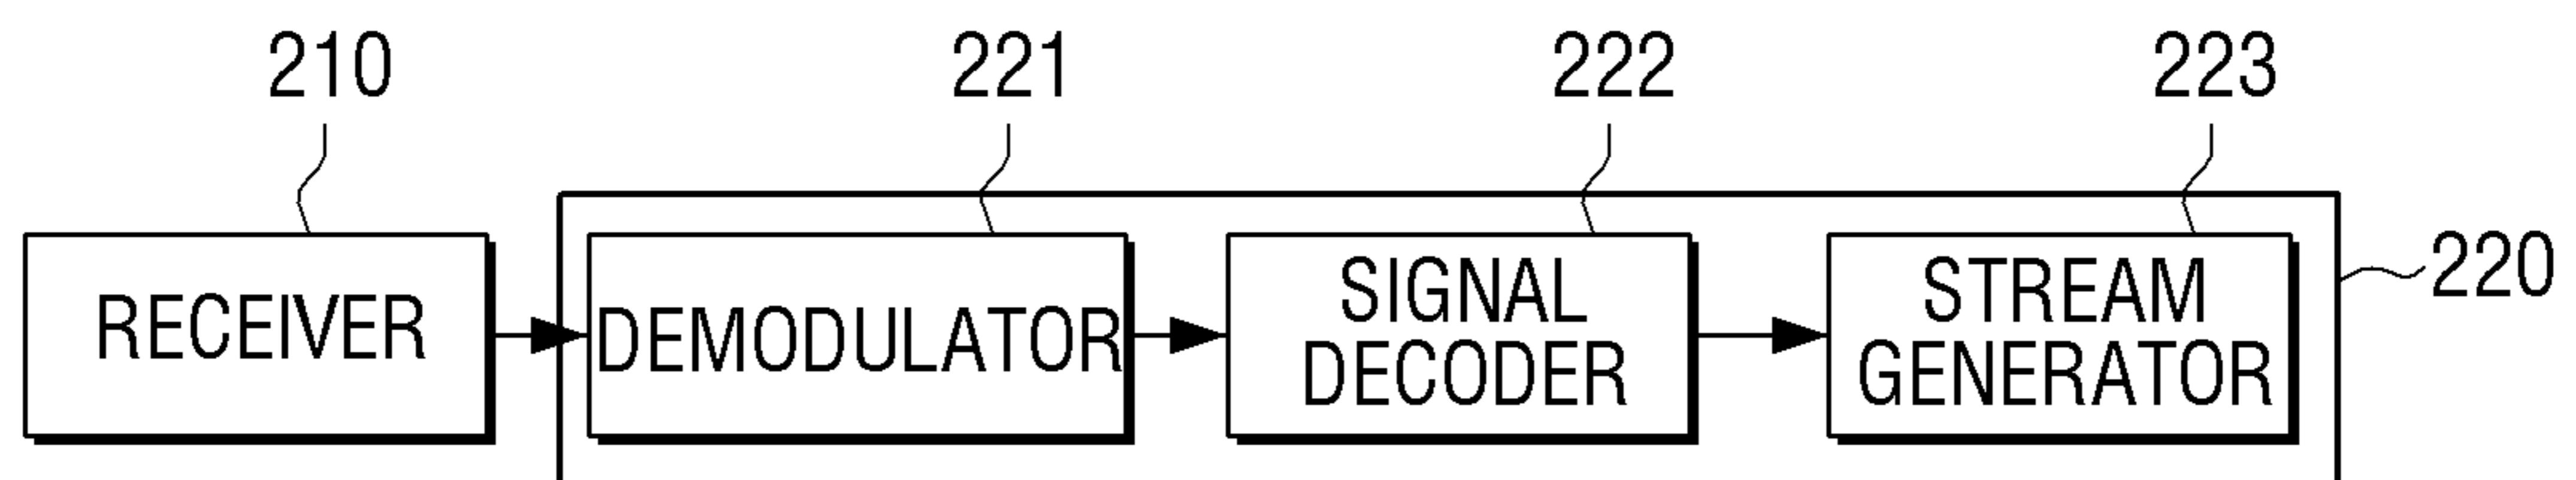 210
221
222
223
RECEIVER
DEMODULATOR
SIGNAL
DECODER
STREAM
GENERATOR
220